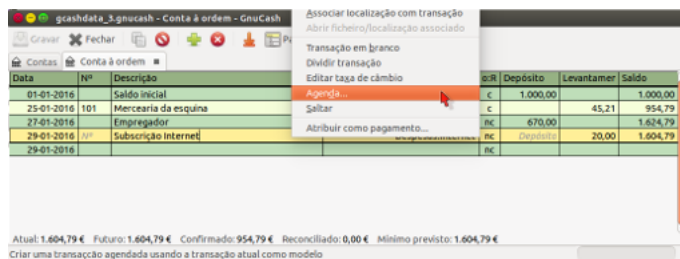 gcashdata_3.gnucash - Conta à ordem - GnuCash
Associar localização com transação
Abrir ficheiro/localização associado
Gravar Fechar
Transação em branco
Dividir transação
Editar taxa de câmbio
Agenda...
Saltar
Atribuir como pagamento...
Contas Conta à ordem
Data Nº Descrição o:R Depósito Levantamer Saldo
01-01-2016 Saldo inicial c 1.000,00 1.000,00
25-01-2016 101 Mercearia da esquina c 45,21 954,79
27-01-2016 Empregador nc 670,00 1.624,79
29-01-2016 Nº Subscrição Internet nc Depósito 20,00 1.604,79
29-01-2016 nc
Atual: 1.604,79 € Futuro: 1.604,79 € Confirmado: 954,79 € Reconciliado: 0,00 € Mínimo previsto: 1.604,79 €
Criar uma transacção agendada usando a transação atual como modelo